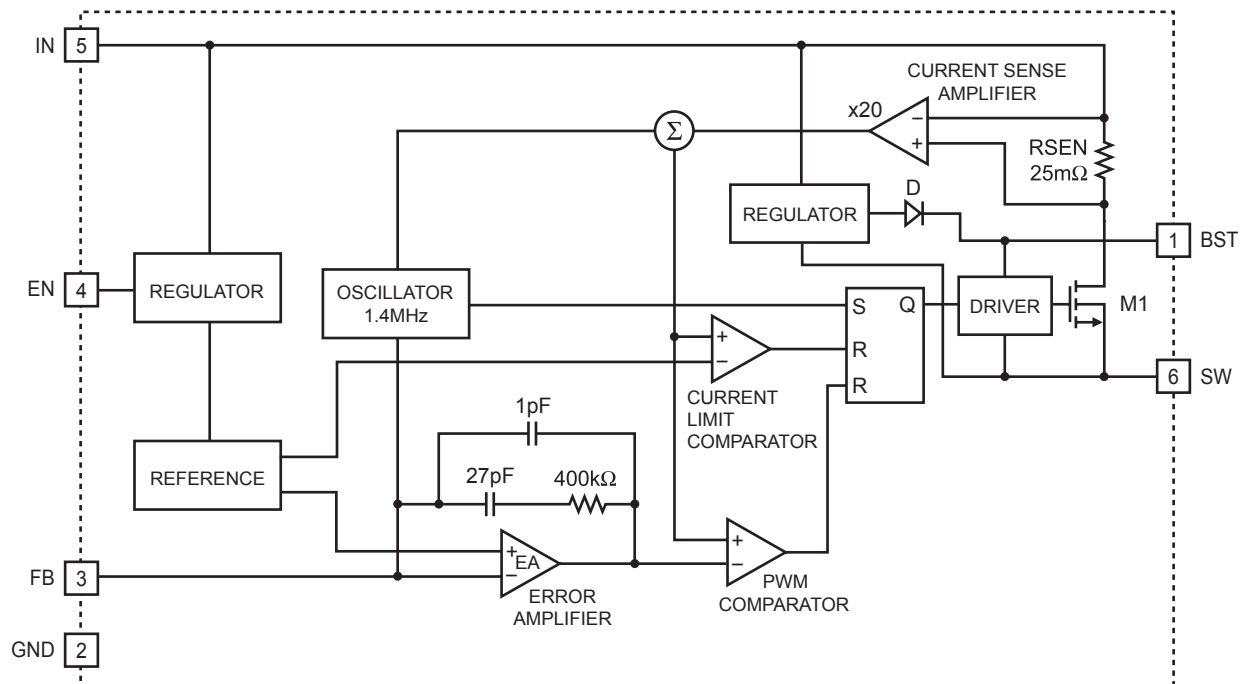 IN 5
CURRENT SENSE
AMPLIFIER
x20
Σ
−
+
RSEN
25mΩ
D
REGULATOR
1 BST
EN 4
REGULATOR
OSCILLATOR
1.4MHz
S Q
DRIVER
M1
+
−
R
R
6 SW
CURRENT
LIMIT
COMPARATOR
1pF
REFERENCE
27pF
400kΩ
+
EA
−
+
−
FB 3
ERROR
AMPLIFIER
PWM
COMPARATOR
GND 2